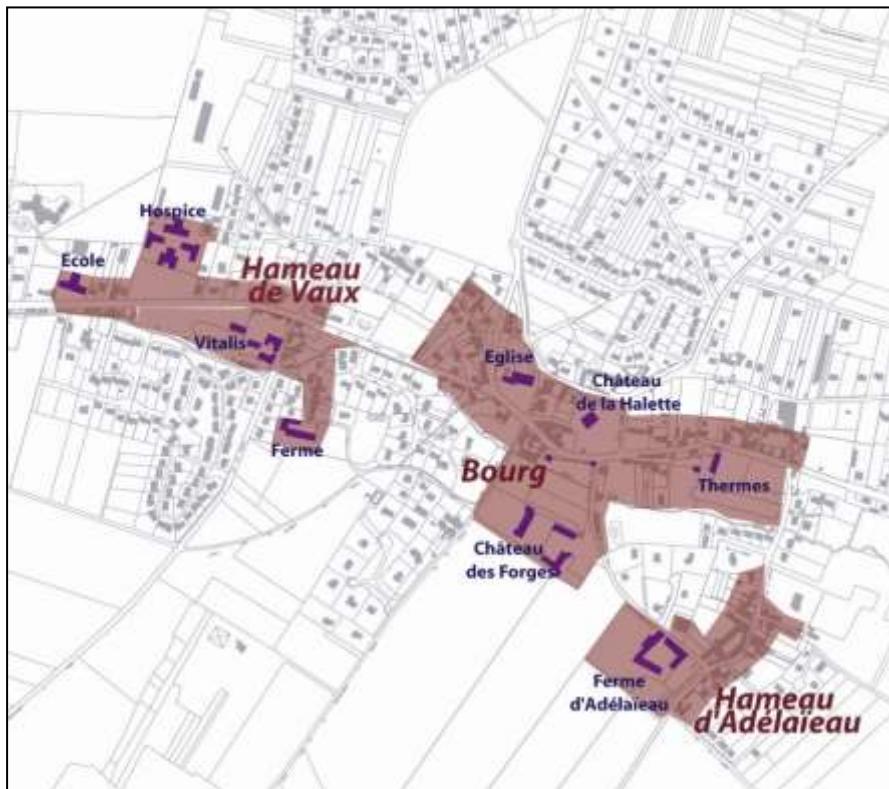 Hospice
Ecole
Hameau
de Vaux
Vitalis
Ferme
Eglise
Château
de la Halette
Bourg
Thermes
Château
des Forges
Ferme
d'Adélaïeau
Hameau
d'Adélaïeau